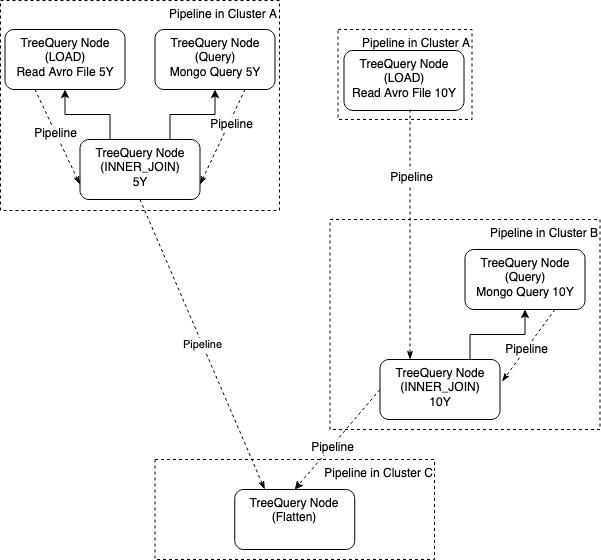 Pipeline in Cluster A
TreeQuery Node
(LOAD)
Read Avro File 5Y
TreeQuery Node
(Query)
Mongo Query 5Y
Pipeline
Pipeline
TreeQuery Node
(INNER_JOIN)
5Y
Pipeline in Cluster A
TreeQuery Node
(LOAD)
Read Avro File 10Y
Pipeline
Pipeline in Cluster B
TreeQuery Node
(Query)
Mongo Query 10Y
Pipeline
TreeQuery Node
(INNER_JOIN)
10Y
Pipeline
Pipeline
Pipeline in Cluster C
TreeQuery Node
(Flatten)